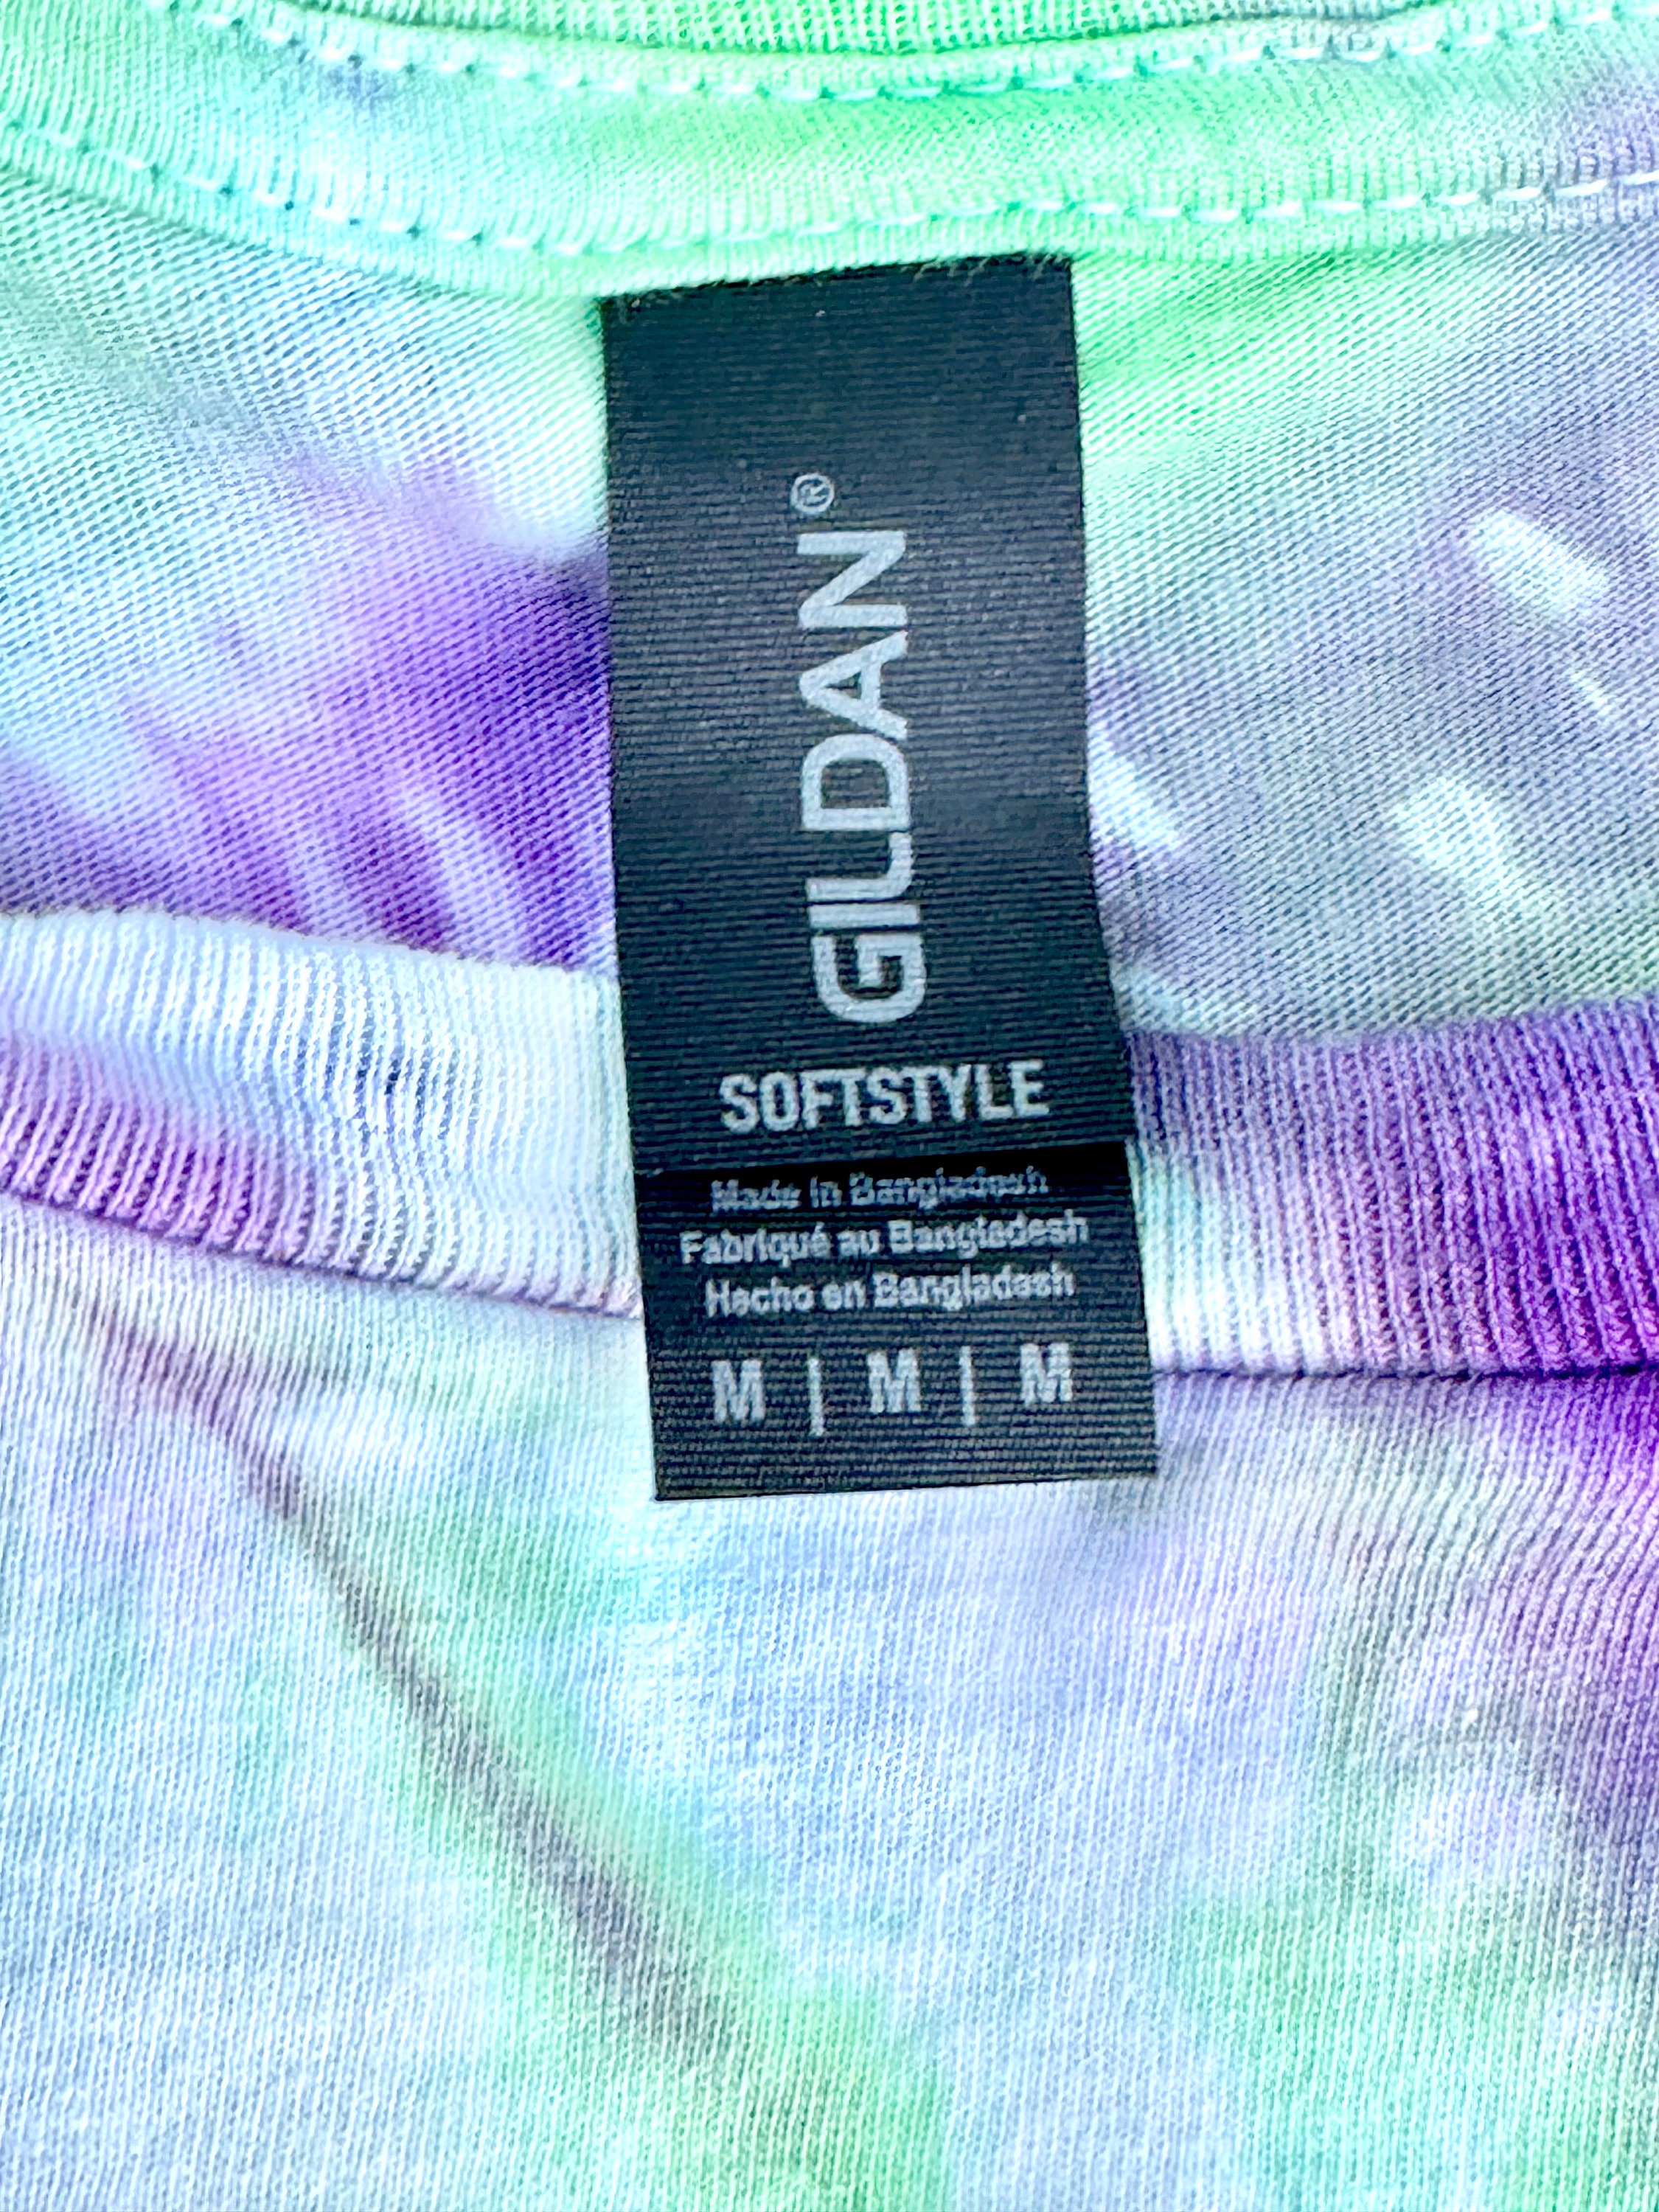 GILDAN®
SOFTSTYLE
Made in Bangladesh
Fabriqué au Bangladesh
Hecho en Bangladesh
M | M | M